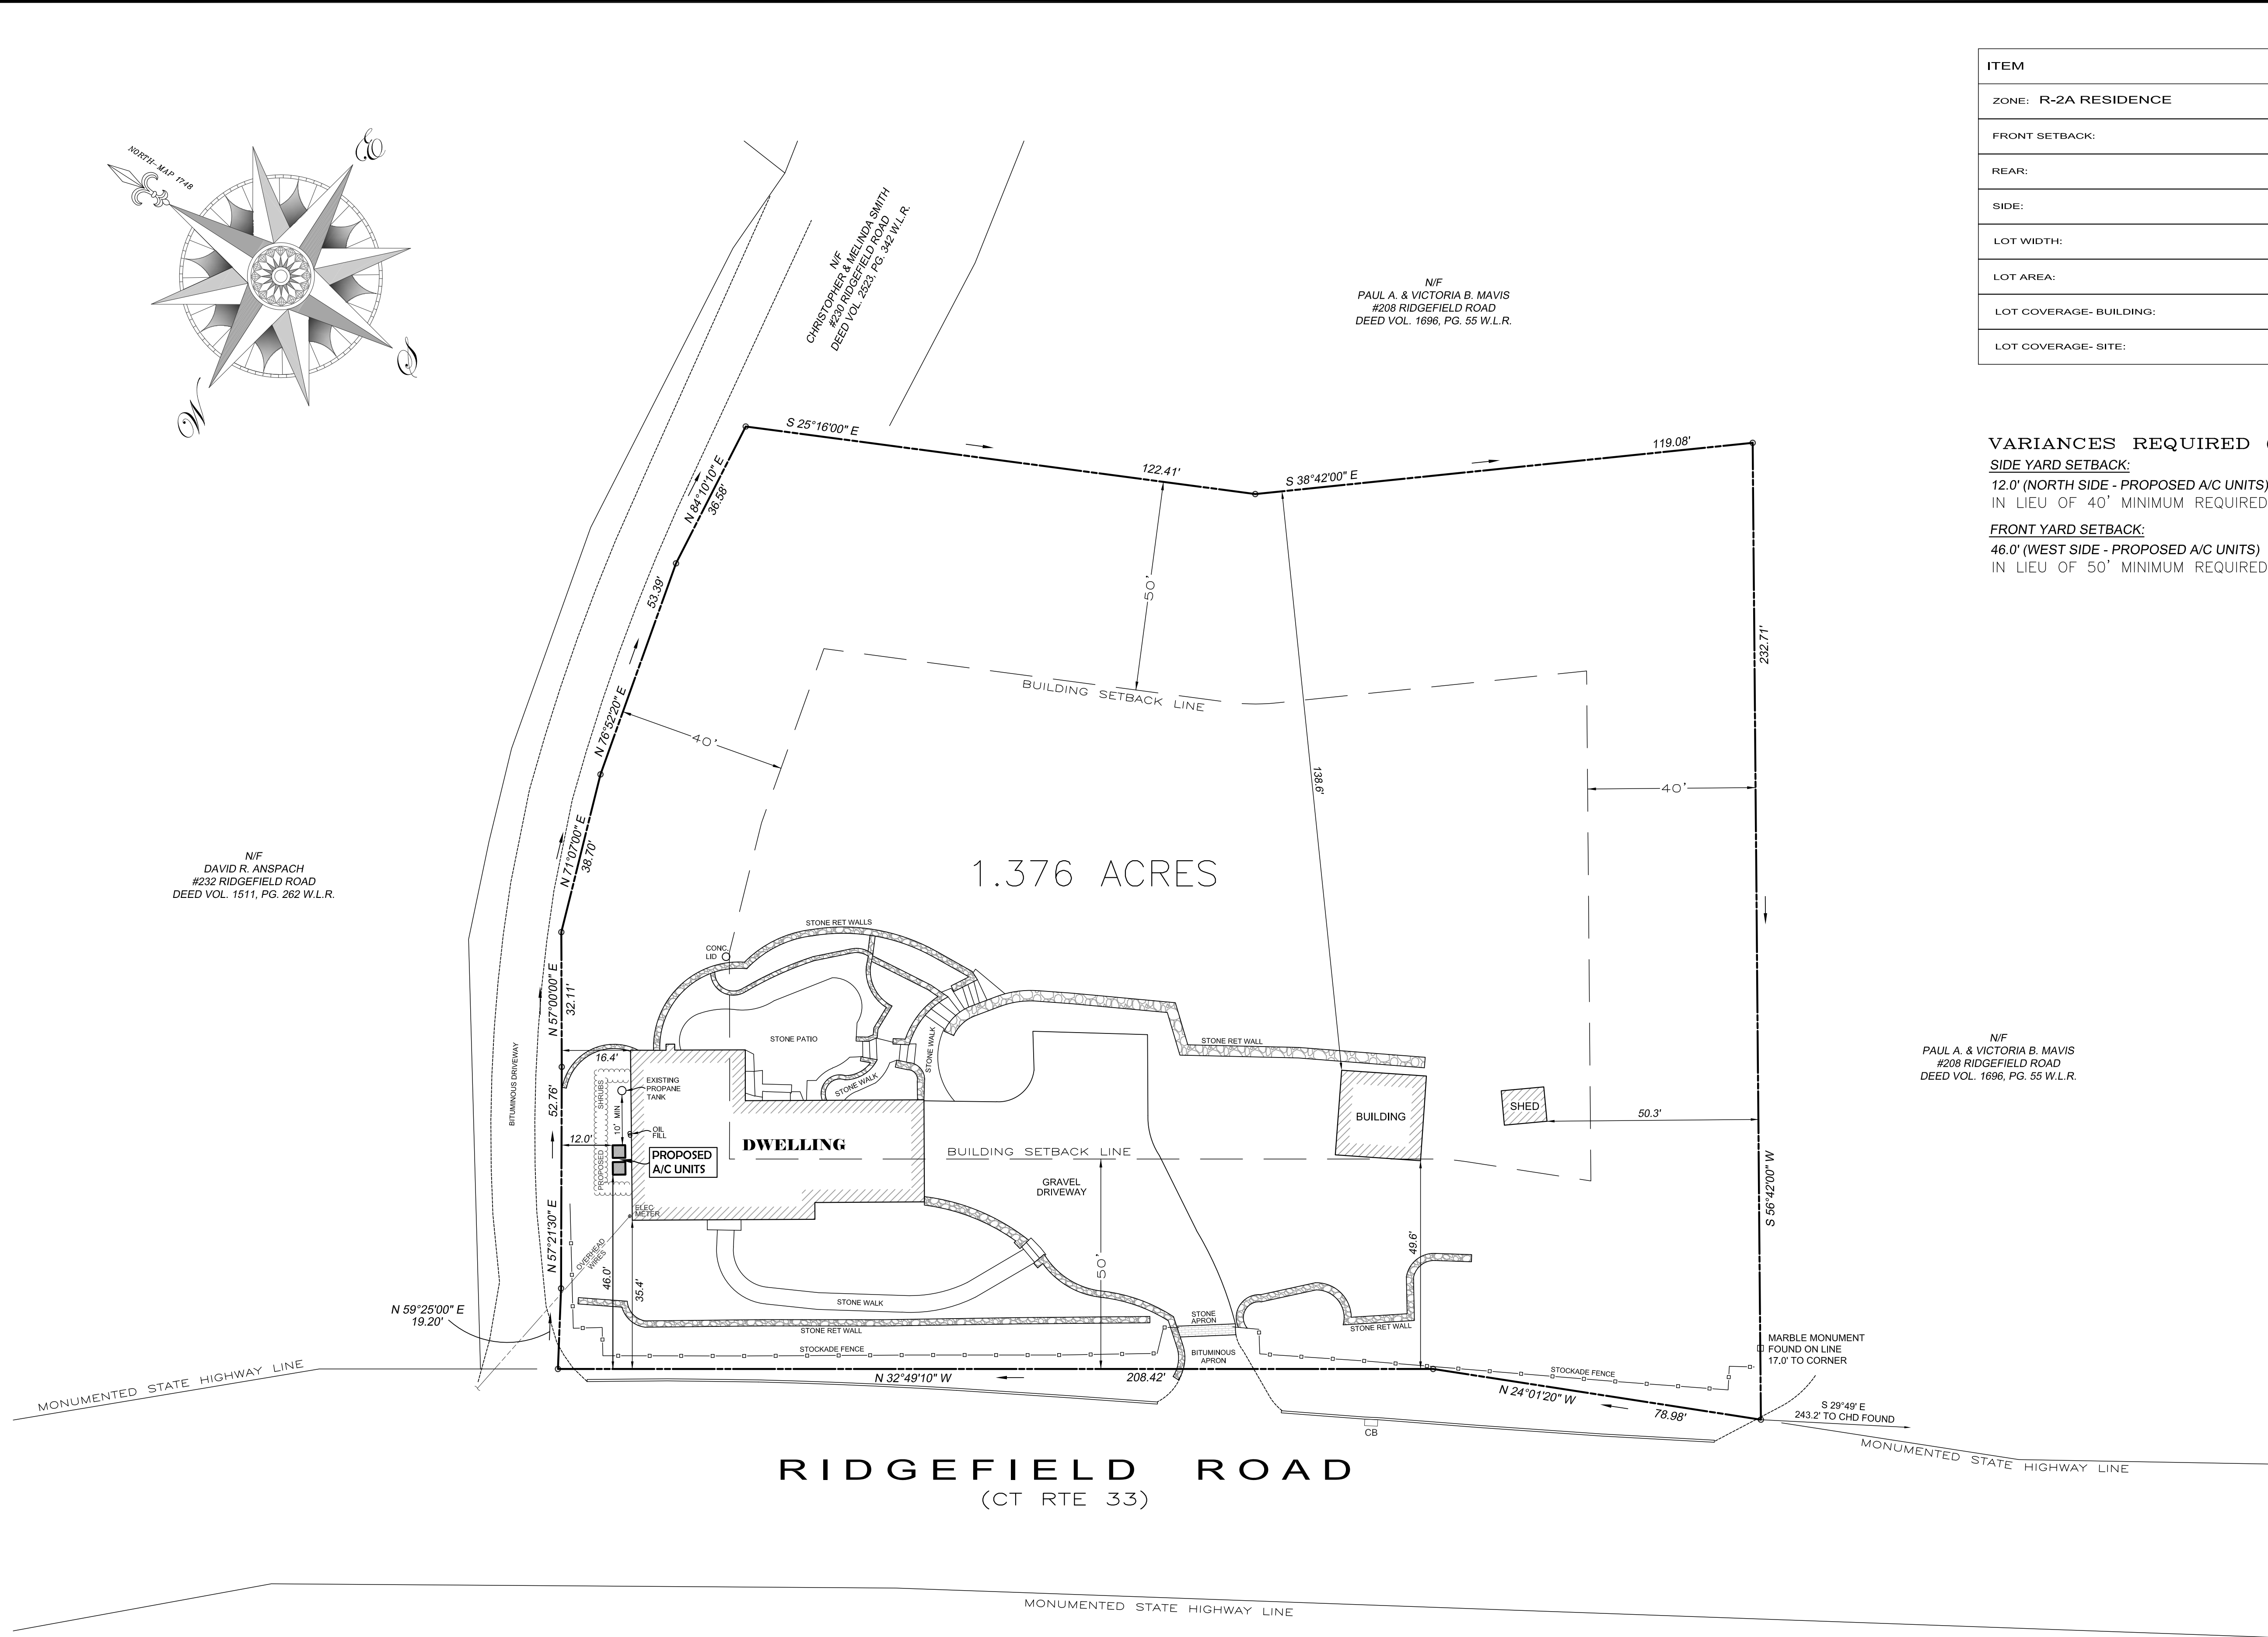 ITEM
ZONE: R-2A RESIDENCE
FRONT SETBACK:
REAR:
SIDE:
LOT WIDTH:
LOT AREA:
LOT COVERAGE- BUILDING:
LOT COVERAGE- SITE:
VARIANCES REQUIRED (
SIDE YARD SETBACK:
12.0' (NORTH SIDE - PROPOSED A/C UNITS)
IN LIEU OF 40' MINIMUM REQUIRED
FRONT YARD SETBACK:
46.0' (WEST SIDE - PROPOSED A/C UNITS)
IN LIEU OF 50' MINIMUM REQUIRED
NORTH-MAP 1748
E
S
W
N/F
CHRISTOPHER & MELINDA SMITH
#230 RIDGEFIELD ROAD
DEED VOL. 2523, PG. 342 W.L.R.
N/F
PAUL A. & VICTORIA B. MAVIS
#208 RIDGEFIELD ROAD
DEED VOL. 1696, PG. 55 W.L.R.
S 25°16'00" E
122.41'
S 38°42'00" E
119.08'
N 84°10'10" E
36.58'
53.39'
N 76°52'20" E
N 71°07'00" E
38.70'
N 57°00'00" E
32.11'
52.76'
N 57°21'30" E
N 59°25'00" E
19.20'
232.71'
S 56°42'00" W
50'
BUILDING SETBACK LINE
40'
138.6'
40'
1.376 ACRES
N/F
DAVID R. ANSPACH
#232 RIDGEFIELD ROAD
DEED VOL. 1511, PG. 262 W.L.R.
BITUMINOUS DRIVEWAY
STONE RET WALLS
CONC.
LID
STONE PATIO
STONE WALK
STONE WALK
STONE RET WALL
16.4'
EXISTING
PROPANE
TANK
PROPOSED SHRUBS
10' MIN
OIL
FILL
12.0'
PROPOSED
A/C UNITS
DWELLING
ELEC
METER
OVERHEAD
WIRES
46.0'
35.4'
BUILDING SETBACK LINE
GRAVEL
DRIVEWAY
50'
BUILDING
SHED
50.3'
49.6'
N/F
PAUL A. & VICTORIA B. MAVIS
#208 RIDGEFIELD ROAD
DEED VOL. 1696, PG. 55 W.L.R.
STONE WALK
STONE RET WALL
STOCKADE FENCE
STONE
APRON
BITUMINOUS
APRON
STONE RET WALL
STOCKADE FENCE
MARBLE MONUMENT
FOUND ON LINE
17.0' TO CORNER
N 32°49'10" W
208.42'
N 24°01'20" W
78.98'
S 29°49' E
243.2' TO CHD FOUND
CB
MONUMENTED STATE HIGHWAY LINE
MONUMENTED STATE HIGHWAY LINE
RIDGEFIELD ROAD
(CT RTE 33)
MONUMENTED STATE HIGHWAY LINE